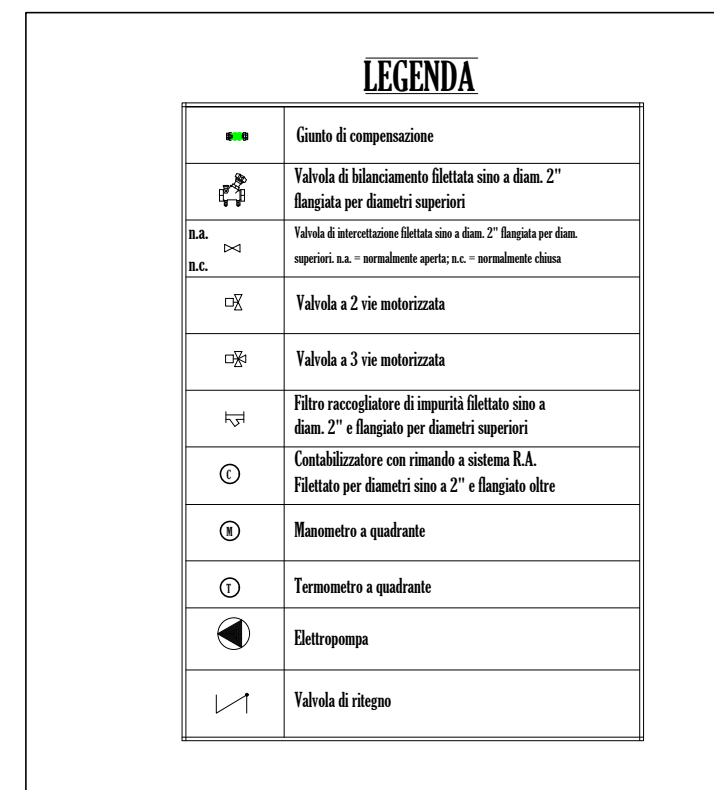 LEGENDA
Giunto di compensazione
Valvola di bilanciamento filettata sino a diam. 2"
flangiata per diametri superiori
n.a.
n.c.
Valvola di intercettazione filettata sino a diam. 2" flangiata per diam.
superiori. n.a. = normalmente aperta; n.c. = normalmente chiusa
Valvola a 2 vie motorizzata
Valvola a 3 vie motorizzata
Filtro raccogliatore di impurità filettato sino a
diam. 2" e flangiato per diametri superiori
C
Contabilizzatore con rimando a sistema R.A.
Filettato per diametri sino a 2" e flangiato oltre
M
Manometro a quadrante
T
Termometro a quadrante
Elettropompa
Valvola di ritegno